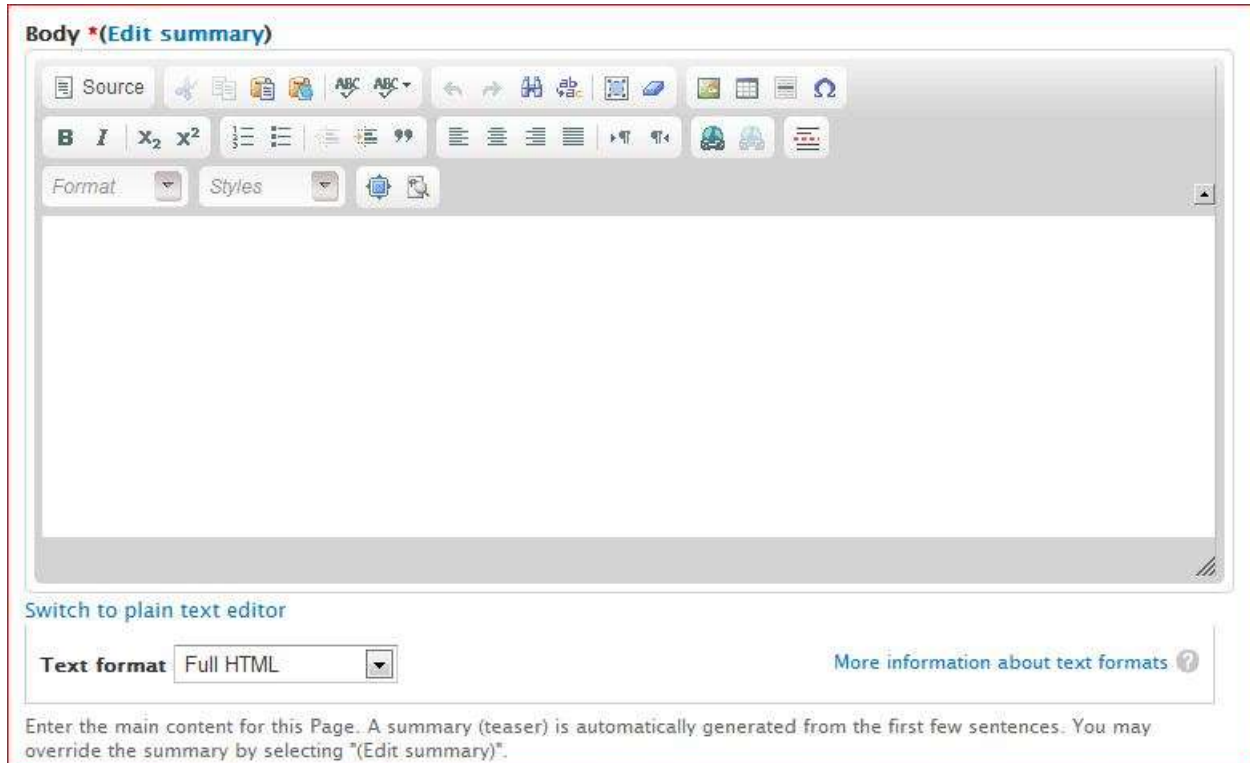 Body *(Edit summary)
Source ABC ABC
B I X₂ X²
Format Styles
Switch to plain text editor
Text format Full HTML More information about text formats ?
Enter the main content for this Page. A summary (teaser) is automatically generated from the first few sentences. You may
override the summary by selecting "(Edit summary)".